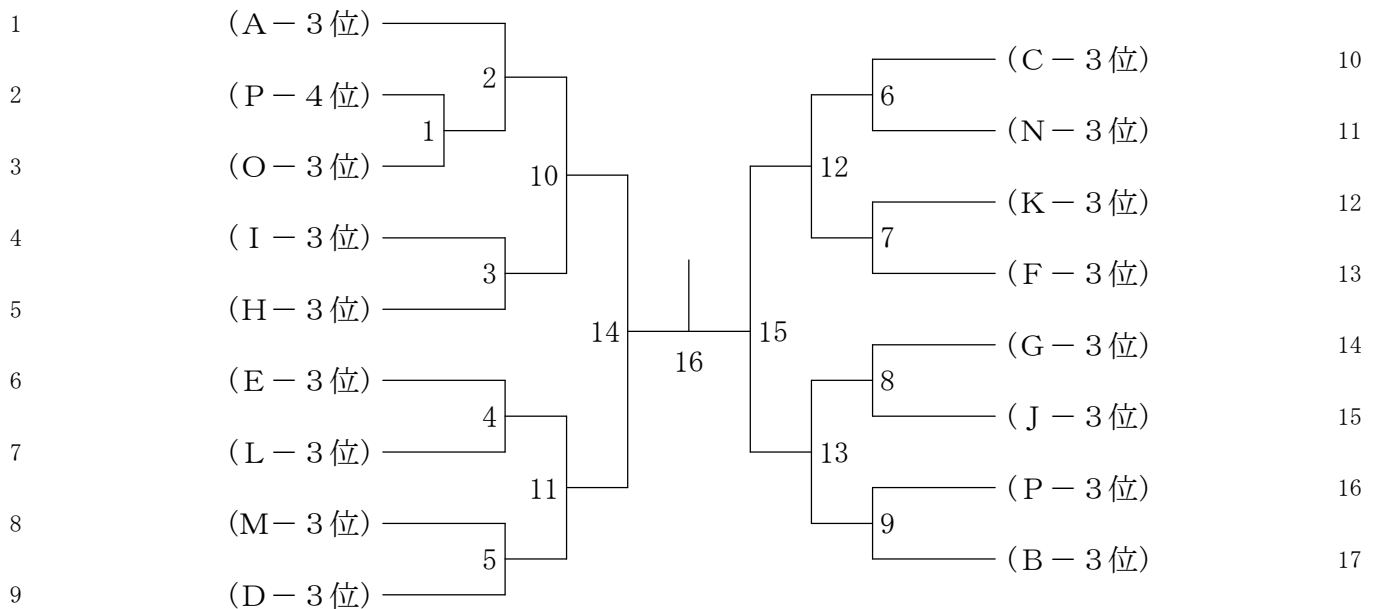 1 (A－3位)
2 (P－4位)
3 (O－3位)
4 (I－3位)
5 (H－3位)
6 (E－3位)
7 (L－3位)
8 (M－3位)
9 (D－3位)
1
2
3
4
5
10
11
14
16
15
12
13
6
7
8
9
(C－3位) 10
(N－3位) 11
(K－3位) 12
(F－3位) 13
(G－3位) 14
(J－3位) 15
(P－3位) 16
(B－3位) 17